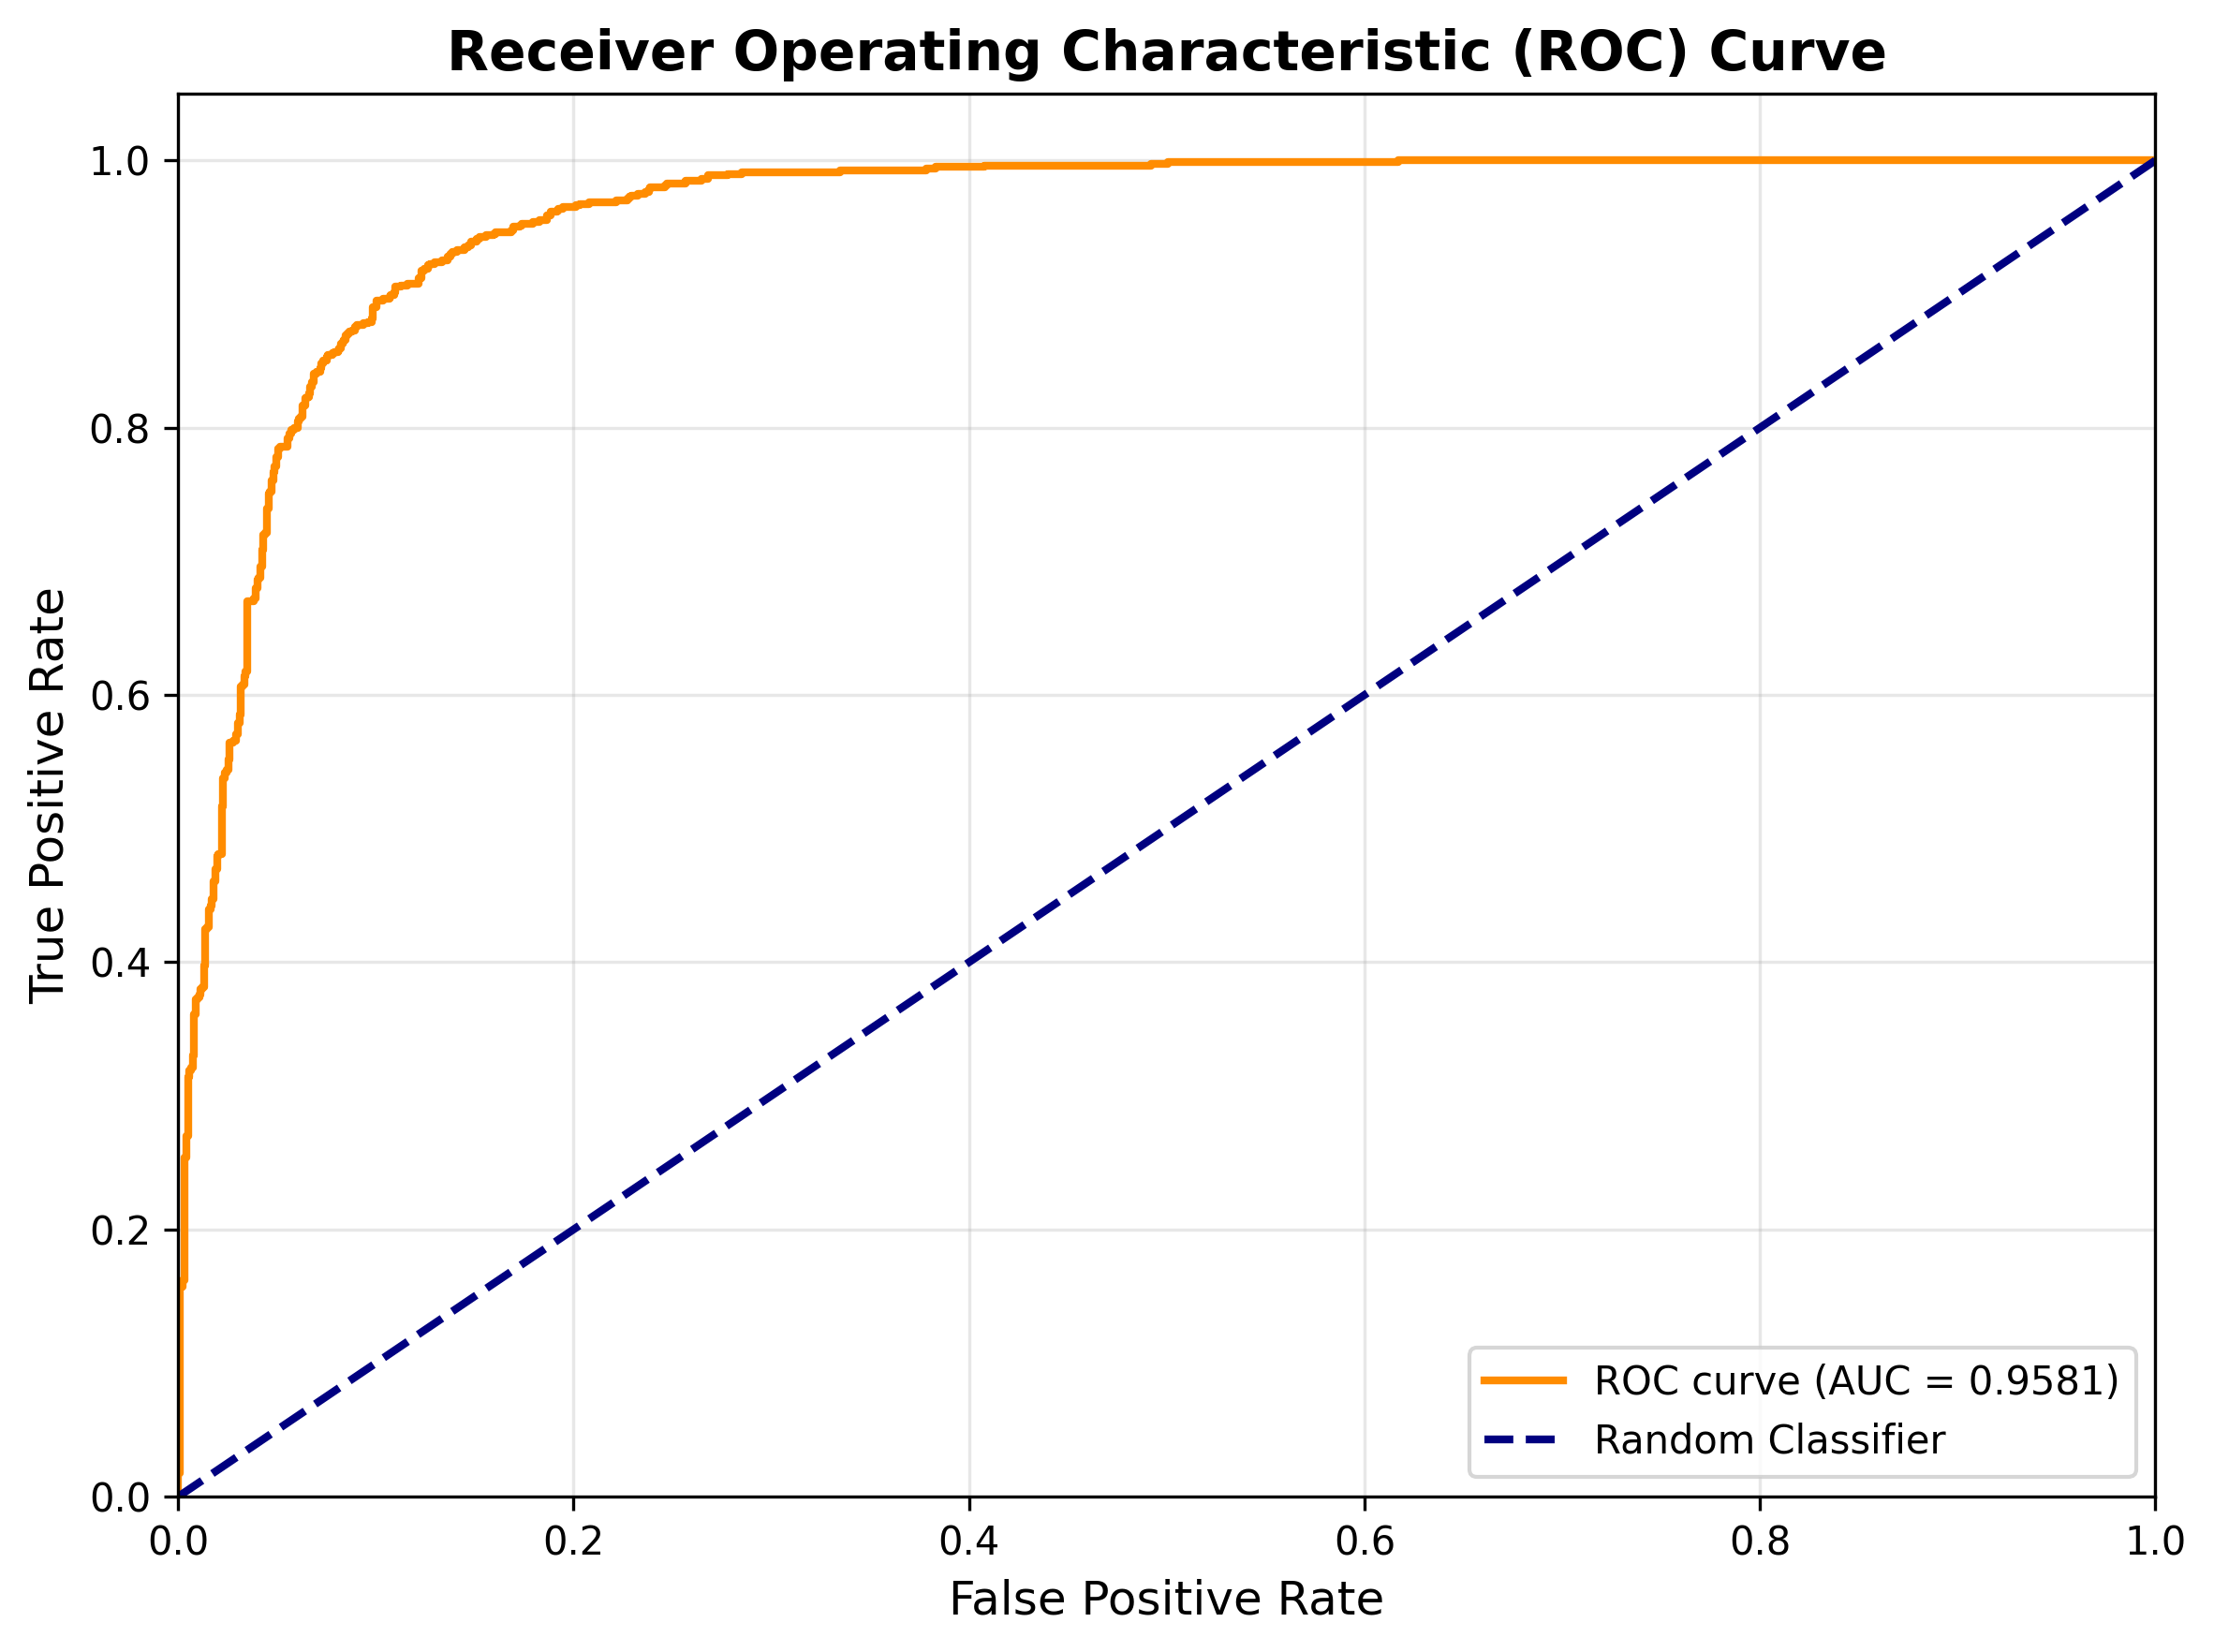 Receiver Operating Characteristic (ROC) Curve
True Positive Rate
1.0
0.8
0.6
0.4
0.2
0.0
0.0 0.2 0.4 0.6 0.8 1.0
False Positive Rate
ROC curve (AUC = 0.9581)
Random Classifier